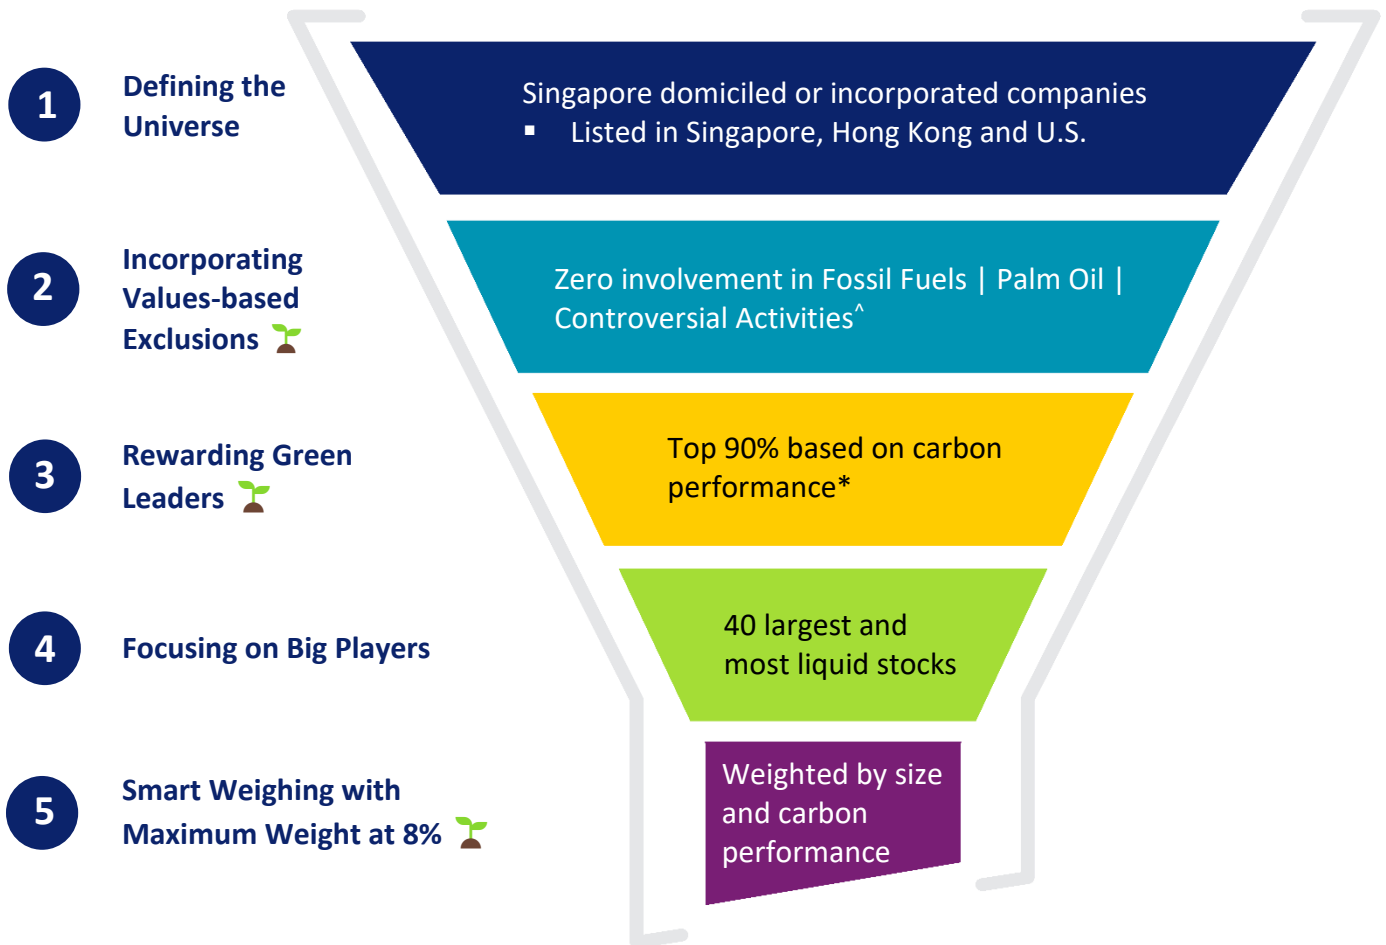 1
Defining the
Universe
Singapore domiciled or incorporated companies
▪ Listed in Singapore, Hong Kong and U.S.
2
Incorporating
Values-based
Exclusions
Zero involvement in Fossil Fuels | Palm Oil |
Controversial Activities^
3
Rewarding Green
Leaders
Top 90% based on carbon
performance*
4
Focusing on Big Players
40 largest and
most liquid stocks
5
Smart Weighing with
Maximum Weight at 8%
Weighted by size
and carbon
performance